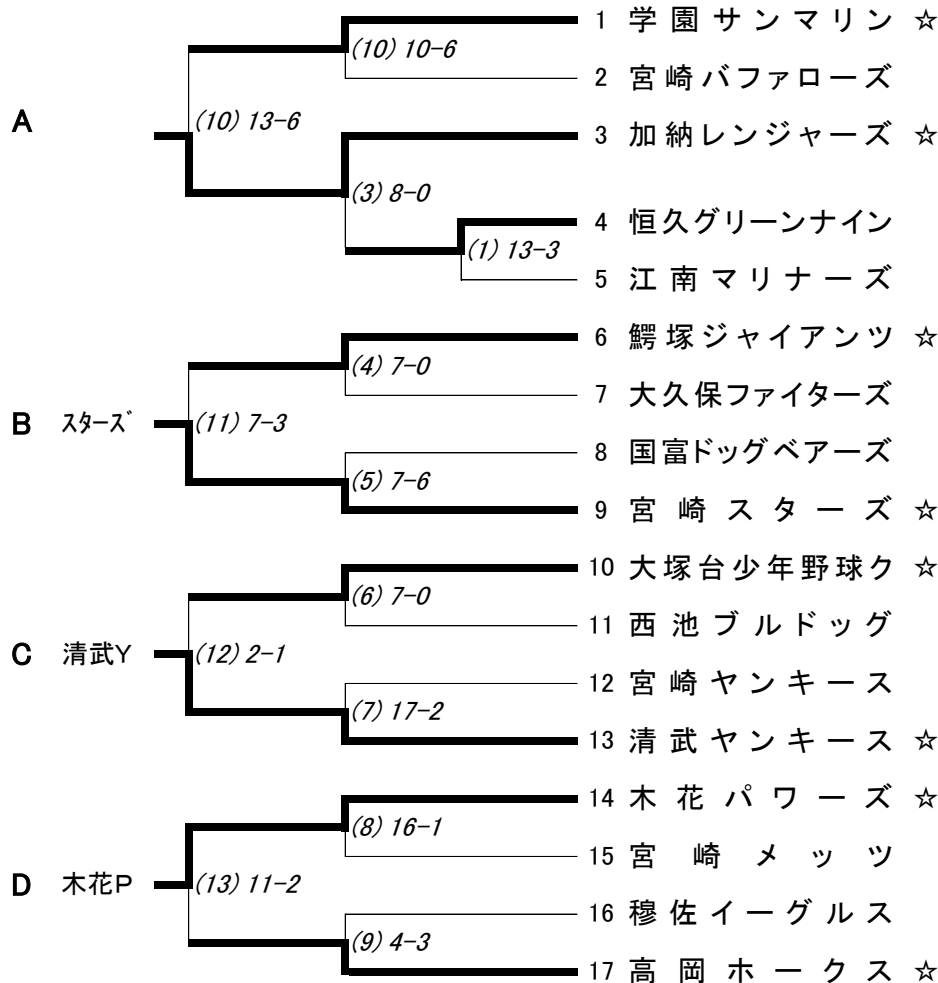 1 学園サンマリン ☆
(10) 10-6
2 宮崎バファローズ
A
(10) 13-6
3 加納レンジャーズ ☆
(3) 8-0
4 恒久グリーンナイン
(1) 13-3
5 江南マリナーズ
6 鰐塚ジャイアンツ ☆
(4) 7-0
7 大久保ファイターズ
B スターズ (11) 7-3
8 国富ドッグベアーズ
(5) 7-6
9 宮崎スターズ ☆
10 大塚台少年野球ク ☆
(6) 7-0
11 西池ブルドッグ
C 清武Y (12) 2-1
12 宮崎ヤンキース
(7) 17-2
13 清武ヤンキース ☆
14 木花パワーズ ☆
(8) 16-1
15 宮崎メッツ
D 木花P (13) 11-2
16 穆佐イーグルス
(9) 4-3
17 高岡ホークス ☆